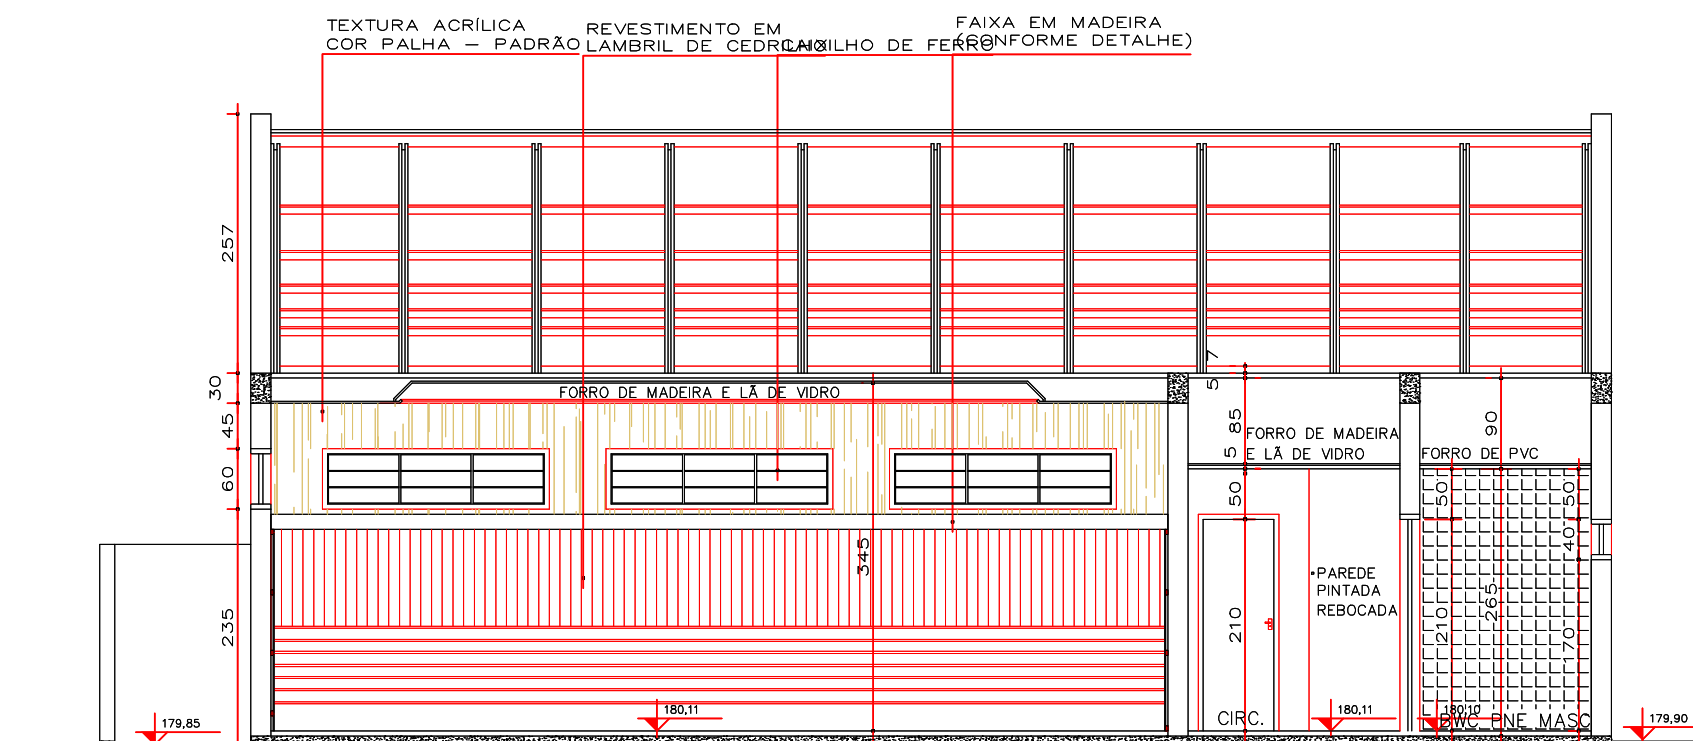 TEXTURA ACRÍLICA
COR PALHA – PADRÃO
REVESTIMENTO EM
LAMBRIL DE CEDRILHO
CAIXILHO DE FERRO
FAIXA EM MADEIRA
(CONFORME DETALHE)
257
30
45
60
235
FORRO DE MADEIRA E LÃ DE VIDRO
345
7
5
85
5
50
210
FORRO DE MADEIRA
E LÃ DE VIDRO
FORRO DE PVC
90
50
50
40
265
210
170
PAREDE
PINTADA
REBOCADA
CIRC.
BWC PNE MASC
179,85
180,11
180,11
180,10
179,90